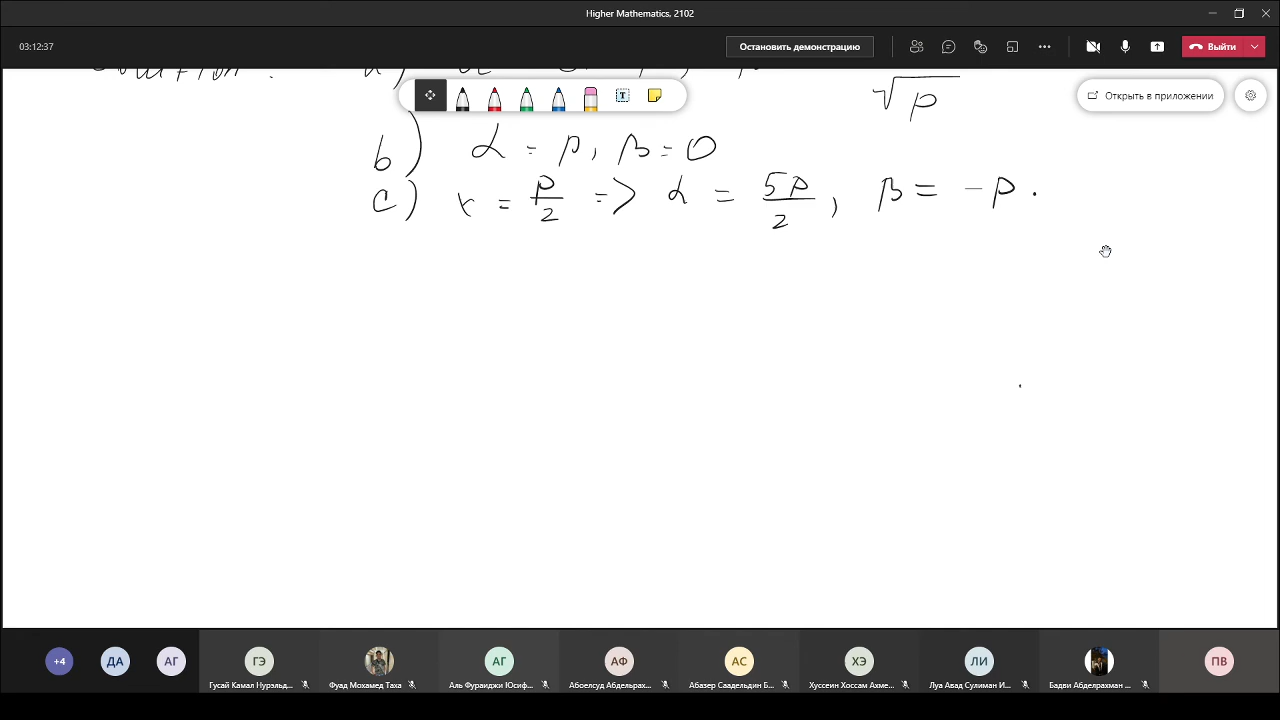 Higher Mathematics, 2102
03:12:37
Остановить демонстрацию
Выйти
Открыть в приложении
T
√p
b) α = p, β = 0
c) x = p/2 => α = 5p/2, β = -p.
+4
ДА
АГ
ГЭ
Гусай Камал Нурэльд...
Фуад Мохамед Таха
АГ
Аль Фураиджи Юсиф...
АФ
Абоелсуд Абдельрах...
АС
Абазер Саадельдин Б...
ХЭ
Хуссеин Хоссам Ахме...
ЛИ
Луа Авад Сулиман И...
Бадви Абделрахман ...
ПВ